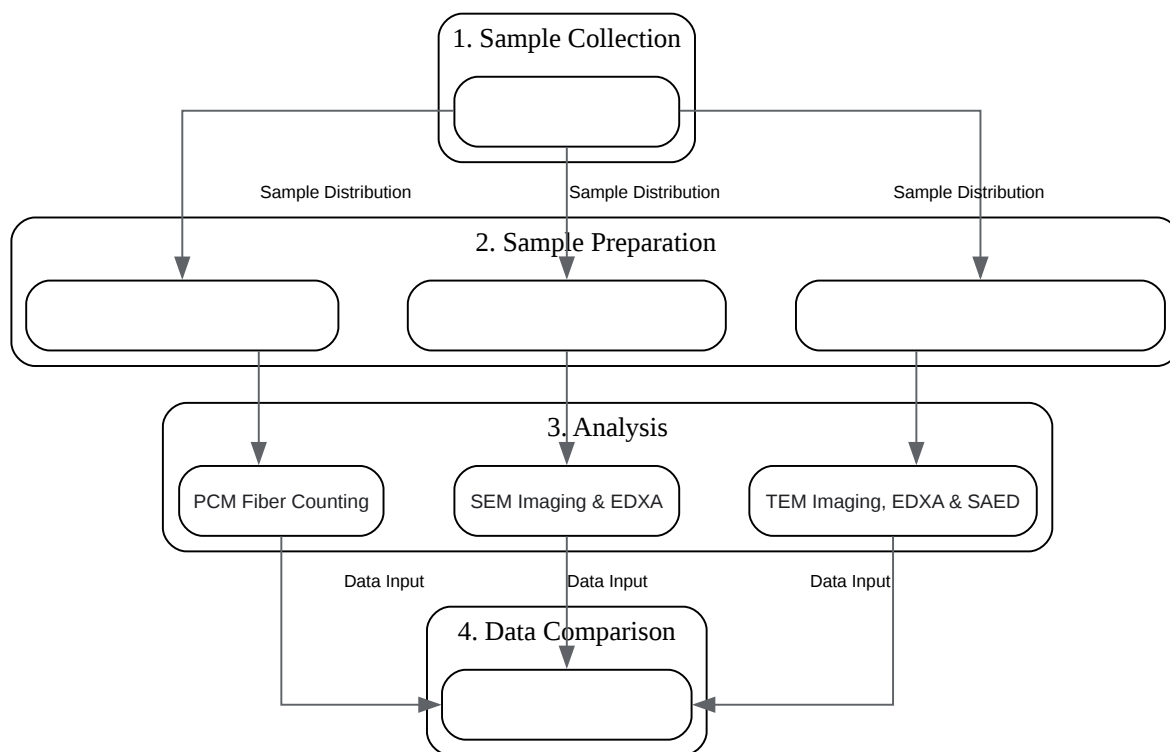 1. Sample Collection
Sample Distribution
Sample Distribution
Sample Distribution
2. Sample Preparation
3. Analysis
PCM Fiber Counting
SEM Imaging & EDXA
TEM Imaging, EDXA & SAED
Data Input
Data Input
Data Input
4. Data Comparison